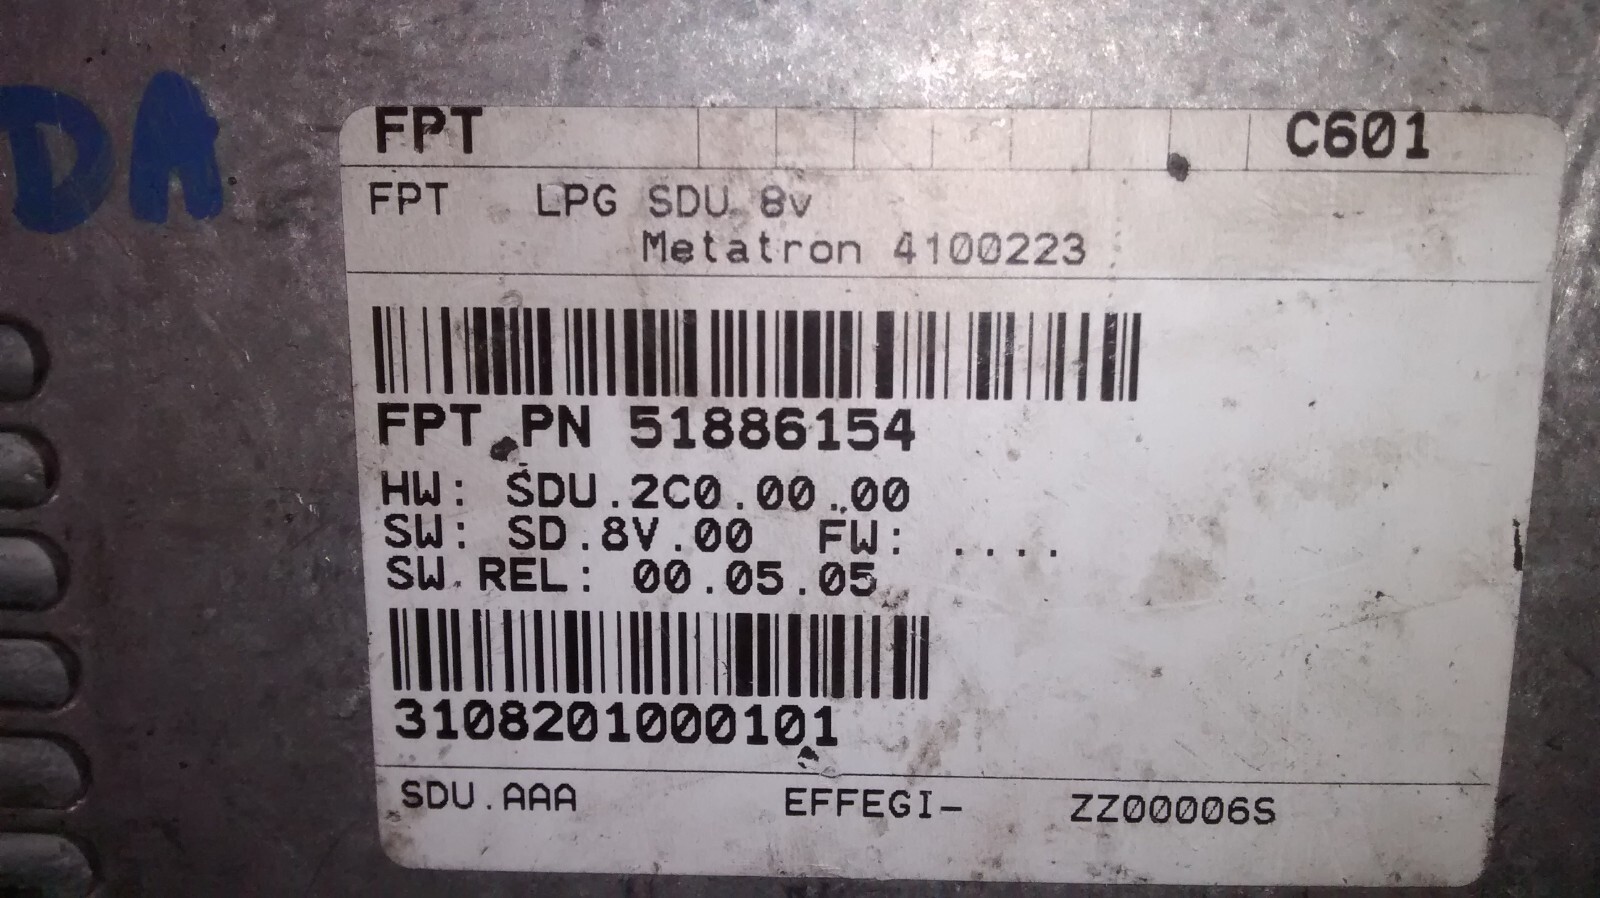 DA
FPT C601
FPT LPG SDU 8v
Metatron 4100223
FPT PN 51886154
HW: SDU.2C0.00.00
SW: SD.8V.00 FW: ....
SW REL: 00.05.05
3108201000101
SDU.AAA EFFEGI- ZZ00006S